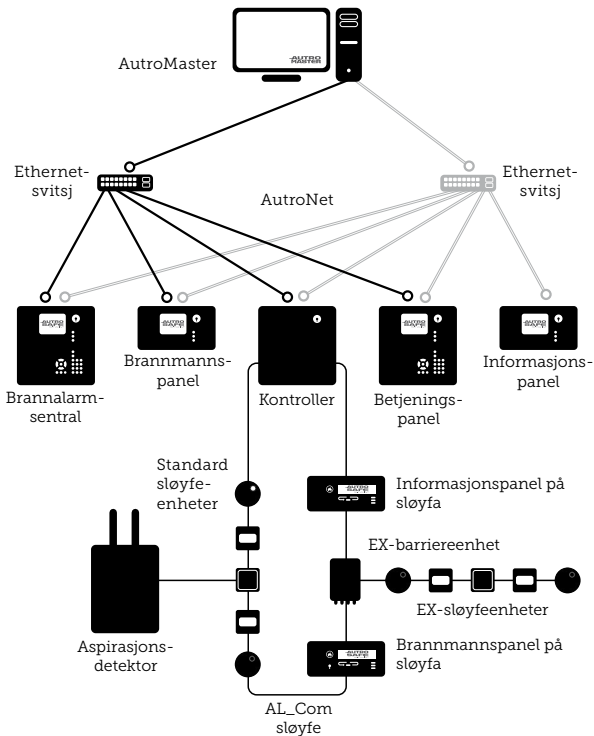 AutroMaster
AUTRO
MASTER
Ethernet-
svitsj
AutroNet
Ethernet-
svitsj
AUTRO
SAFE
AUTRO
SAFE
AUTRO
SAFE
AUTRO
SAFE
Brannalarm-
sentral
Brannmanns-
panel
Kontroller
Betjenings-
panel
Informasjons-
panel
Standard
sløyfe-
enheter
AUTRO
SAFE
Informasjonspanel på
sløyfa
EX-barriereenhet
EX-sløyfeenheter
Aspirasjons-
detektor
AUTRO
SAFE
Brannmannspanel på
sløyfa
AL_Com
sløyfe